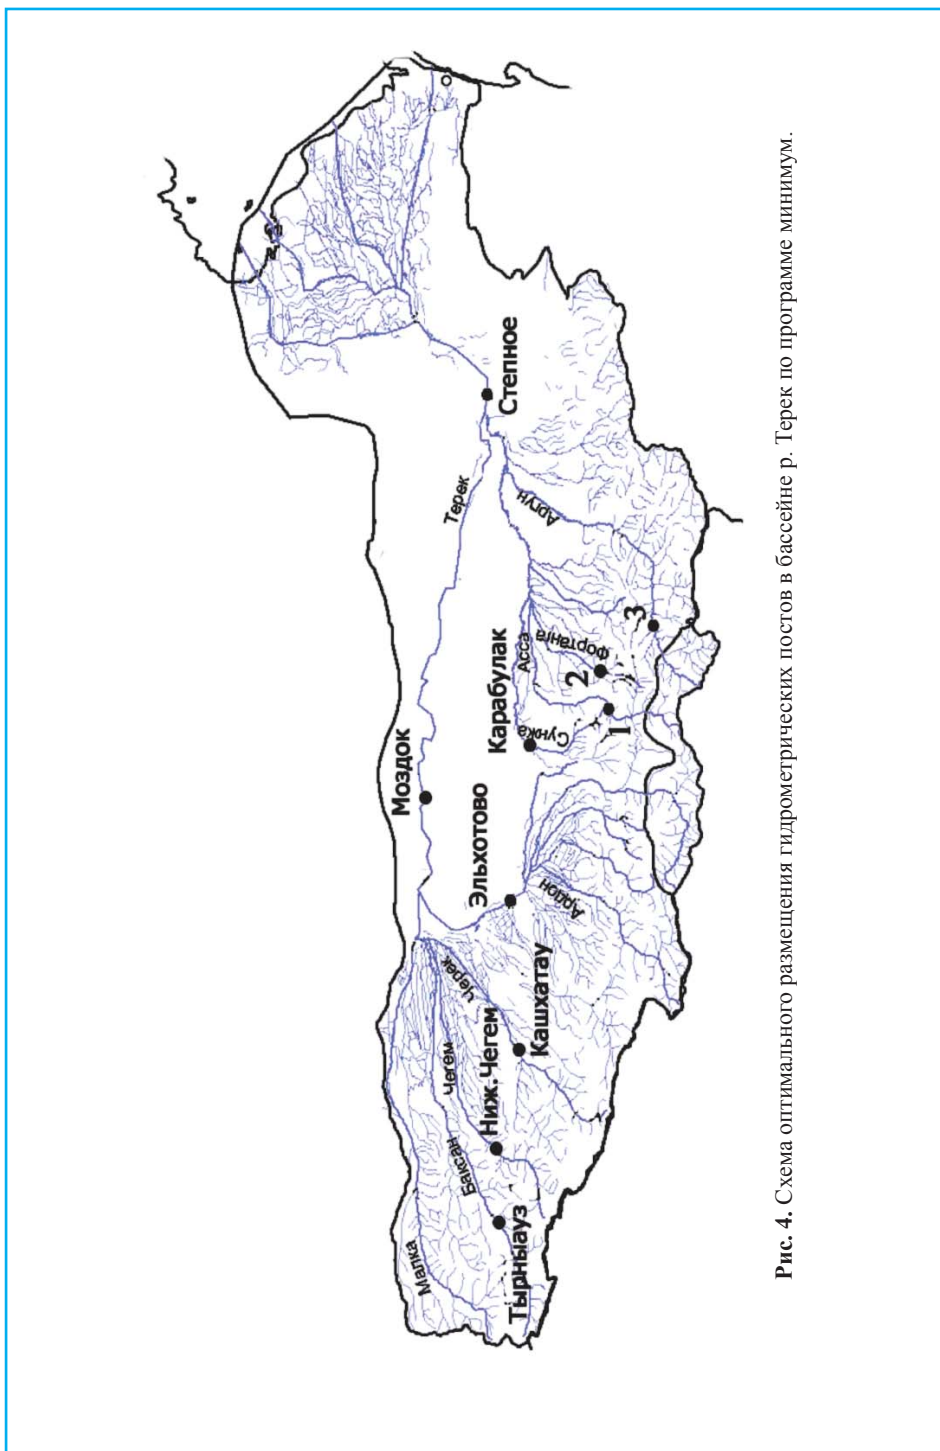 Малка
Баксан
Чегем
Черек
Тырныауз
Ниж.Чегем
Кашхатау
Эльхотово
Ардон
Моздок
Карабулак
Сунжа
Асса
Фортанга
1
2
3
Терек
Аргун
Степное
Рис. 4. Схема оптимального размещения гидрометрических постов в бассейне р. Терек по программе минимум.